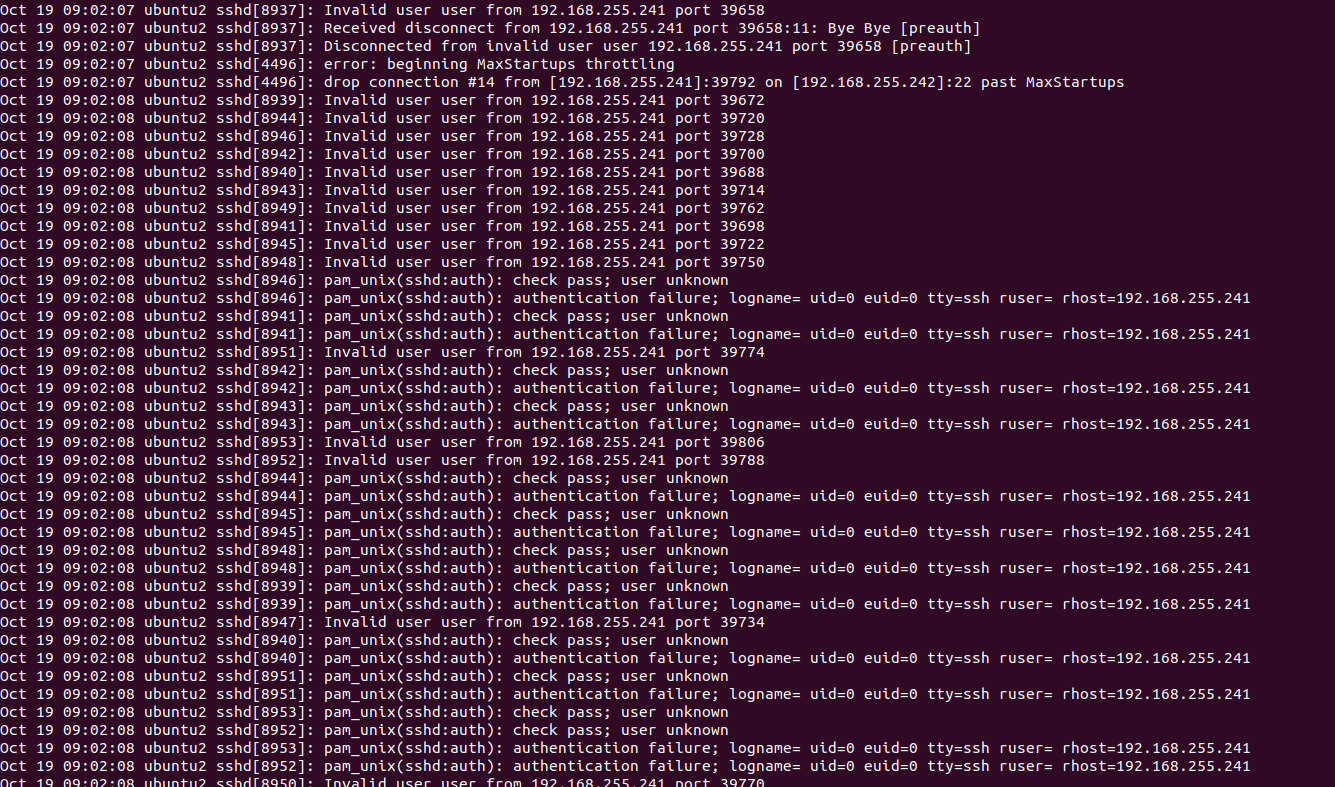 Oct 19 09:02:07 ubuntu2 sshd[8937]: Invalid user user from 192.168.255.241 port 39658
Oct 19 09:02:07 ubuntu2 sshd[8937]: Received disconnect from 192.168.255.241 port 39658:11: Bye Bye [preauth]
Oct 19 09:02:07 ubuntu2 sshd[8937]: Disconnected from invalid user user 192.168.255.241 port 39658 [preauth]
Oct 19 09:02:07 ubuntu2 sshd[4496]: error: beginning MaxStartups throttling
Oct 19 09:02:07 ubuntu2 sshd[4496]: drop connection #14 from [192.168.255.241]:39792 on [192.168.255.242]:22 past MaxStartups
Oct 19 09:02:08 ubuntu2 sshd[8939]: Invalid user user from 192.168.255.241 port 39672
Oct 19 09:02:08 ubuntu2 sshd[8944]: Invalid user user from 192.168.255.241 port 39720
Oct 19 09:02:08 ubuntu2 sshd[8946]: Invalid user user from 192.168.255.241 port 39728
Oct 19 09:02:08 ubuntu2 sshd[8942]: Invalid user user from 192.168.255.241 port 39700
Oct 19 09:02:08 ubuntu2 sshd[8940]: Invalid user user from 192.168.255.241 port 39688
Oct 19 09:02:08 ubuntu2 sshd[8943]: Invalid user user from 192.168.255.241 port 39714
Oct 19 09:02:08 ubuntu2 sshd[8949]: Invalid user user from 192.168.255.241 port 39762
Oct 19 09:02:08 ubuntu2 sshd[8941]: Invalid user user from 192.168.255.241 port 39698
Oct 19 09:02:08 ubuntu2 sshd[8945]: Invalid user user from 192.168.255.241 port 39722
Oct 19 09:02:08 ubuntu2 sshd[8948]: Invalid user user from 192.168.255.241 port 39750
Oct 19 09:02:08 ubuntu2 sshd[8946]: pam_unix(sshd:auth): check pass; user unknown
Oct 19 09:02:08 ubuntu2 sshd[8946]: pam_unix(sshd:auth): authentication failure; logname= uid=0 euid=0 tty=ssh ruser= rhost=192.168.255.241
Oct 19 09:02:08 ubuntu2 sshd[8941]: pam_unix(sshd:auth): check pass; user unknown
Oct 19 09:02:08 ubuntu2 sshd[8941]: pam_unix(sshd:auth): authentication failure; logname= uid=0 euid=0 tty=ssh ruser= rhost=192.168.255.241
Oct 19 09:02:08 ubuntu2 sshd[8951]: Invalid user user from 192.168.255.241 port 39774
Oct 19 09:02:08 ubuntu2 sshd[8942]: pam_unix(sshd:auth): check pass; user unknown
Oct 19 09:02:08 ubuntu2 sshd[8942]: pam_unix(sshd:auth): authentication failure; logname= uid=0 euid=0 tty=ssh ruser= rhost=192.168.255.241
Oct 19 09:02:08 ubuntu2 sshd[8943]: pam_unix(sshd:auth): check pass; user unknown
Oct 19 09:02:08 ubuntu2 sshd[8943]: pam_unix(sshd:auth): authentication failure; logname= uid=0 euid=0 tty=ssh ruser= rhost=192.168.255.241
Oct 19 09:02:08 ubuntu2 sshd[8953]: Invalid user user from 192.168.255.241 port 39806
Oct 19 09:02:08 ubuntu2 sshd[8952]: Invalid user user from 192.168.255.241 port 39788
Oct 19 09:02:08 ubuntu2 sshd[8944]: pam_unix(sshd:auth): check pass; user unknown
Oct 19 09:02:08 ubuntu2 sshd[8944]: pam_unix(sshd:auth): authentication failure; logname= uid=0 euid=0 tty=ssh ruser= rhost=192.168.255.241
Oct 19 09:02:08 ubuntu2 sshd[8945]: pam_unix(sshd:auth): check pass; user unknown
Oct 19 09:02:08 ubuntu2 sshd[8945]: pam_unix(sshd:auth): authentication failure; logname= uid=0 euid=0 tty=ssh ruser= rhost=192.168.255.241
Oct 19 09:02:08 ubuntu2 sshd[8948]: pam_unix(sshd:auth): check pass; user unknown
Oct 19 09:02:08 ubuntu2 sshd[8948]: pam_unix(sshd:auth): authentication failure; logname= uid=0 euid=0 tty=ssh ruser= rhost=192.168.255.241
Oct 19 09:02:08 ubuntu2 sshd[8939]: pam_unix(sshd:auth): check pass; user unknown
Oct 19 09:02:08 ubuntu2 sshd[8939]: pam_unix(sshd:auth): authentication failure; logname= uid=0 euid=0 tty=ssh ruser= rhost=192.168.255.241
Oct 19 09:02:08 ubuntu2 sshd[8947]: Invalid user user from 192.168.255.241 port 39734
Oct 19 09:02:08 ubuntu2 sshd[8940]: pam_unix(sshd:auth): check pass; user unknown
Oct 19 09:02:08 ubuntu2 sshd[8940]: pam_unix(sshd:auth): authentication failure; logname= uid=0 euid=0 tty=ssh ruser= rhost=192.168.255.241
Oct 19 09:02:08 ubuntu2 sshd[8951]: pam_unix(sshd:auth): check pass; user unknown
Oct 19 09:02:08 ubuntu2 sshd[8951]: pam_unix(sshd:auth): authentication failure; logname= uid=0 euid=0 tty=ssh ruser= rhost=192.168.255.241
Oct 19 09:02:08 ubuntu2 sshd[8953]: pam_unix(sshd:auth): check pass; user unknown
Oct 19 09:02:08 ubuntu2 sshd[8952]: pam_unix(sshd:auth): check pass; user unknown
Oct 19 09:02:08 ubuntu2 sshd[8953]: pam_unix(sshd:auth): authentication failure; logname= uid=0 euid=0 tty=ssh ruser= rhost=192.168.255.241
Oct 19 09:02:08 ubuntu2 sshd[8952]: pam_unix(sshd:auth): authentication failure; logname= uid=0 euid=0 tty=ssh ruser= rhost=192.168.255.241
Oct 19 09:02:08 ubuntu2 sshd[8950]: Invalid user user from 192.168.255.241 port 39770